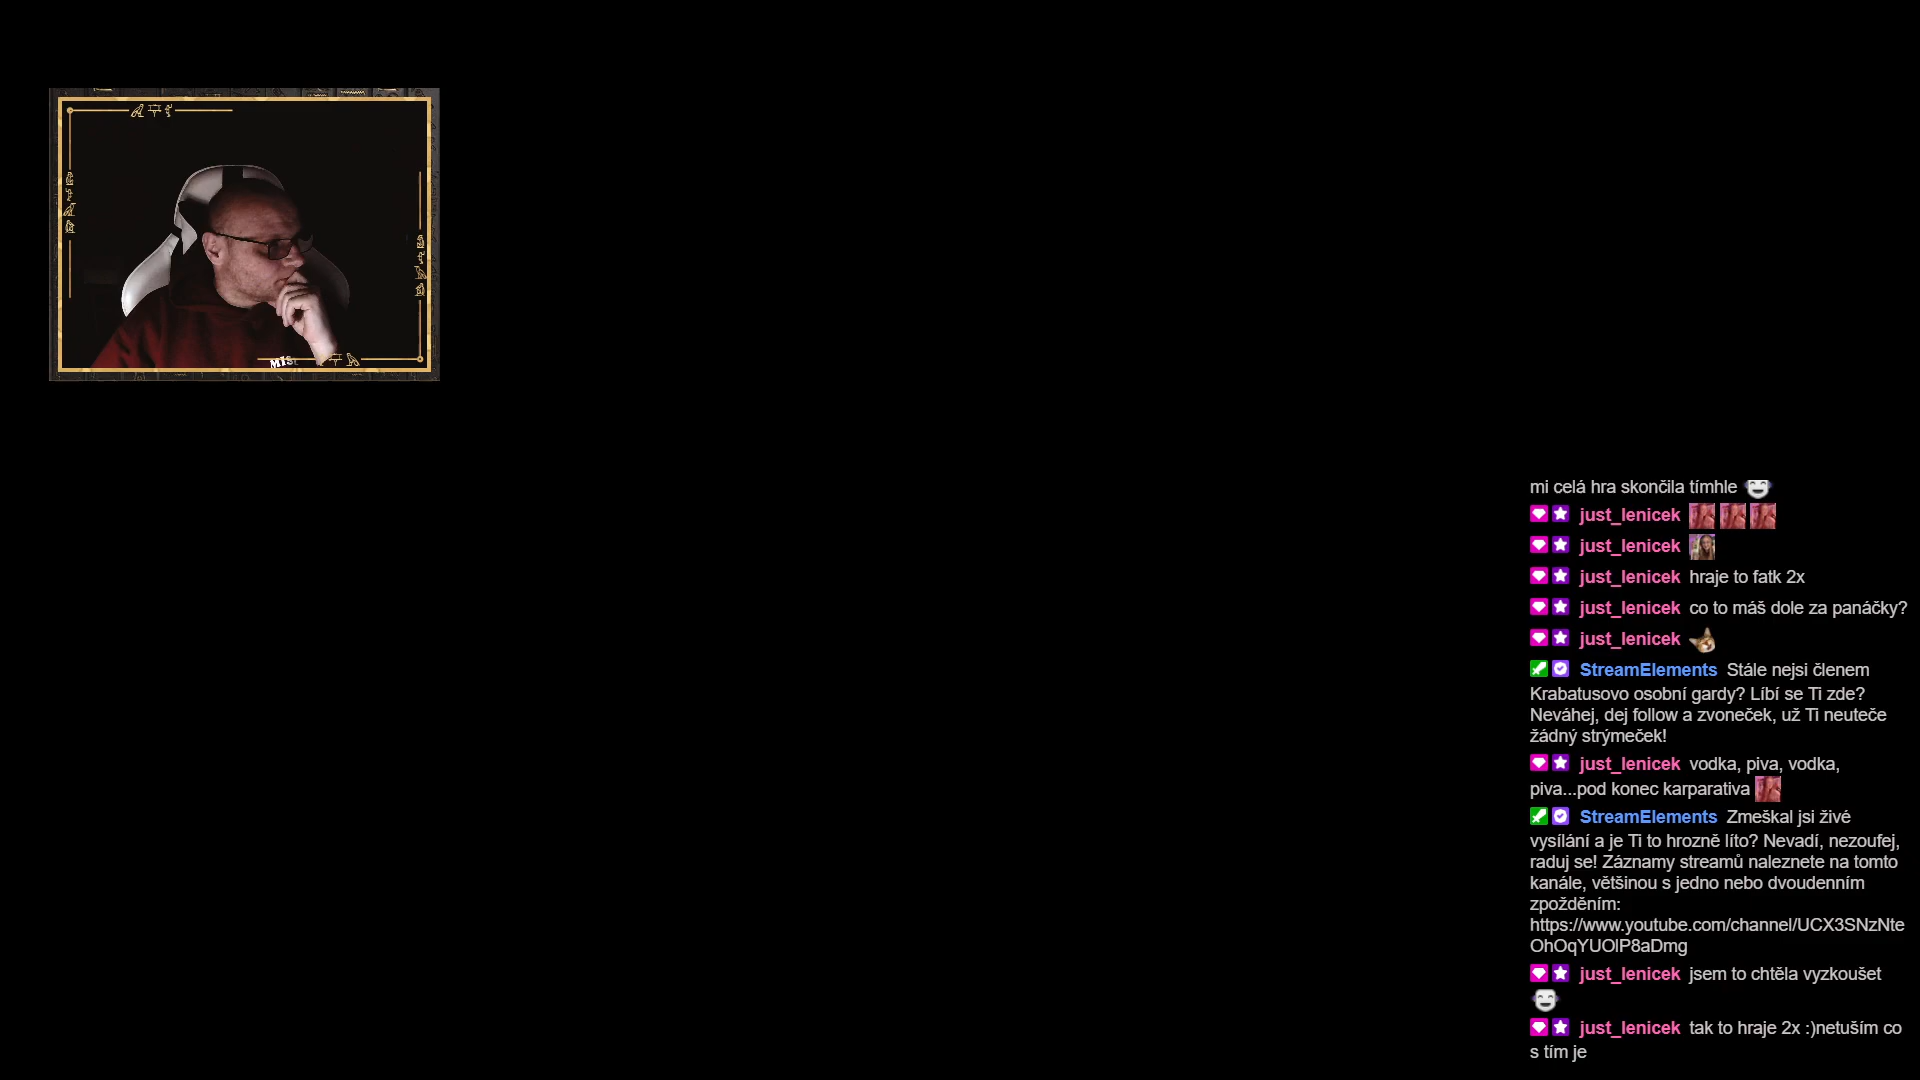 MIS
mi celá hra skončila tímhle
just_lenicek
just_lenicek
just_lenicek hraje to fatk 2x
just_lenicek co to máš dole za panáčky?
just_lenicek
StreamElements Stále nejsi členem
Krabatusovo osobní gardy? Líbí se Ti zde?
Neváhej, dej follow a zvoneček, už Ti neuteče
žádný strýmeček!
just_lenicek vodka, piva, vodka,
piva...pod konec karparativa
StreamElements Zmeškal jsi živé
vysílání a je Ti to hrozně líto? Nevadí, nezoufej,
raduj se! Záznamy streamů naleznete na tomto
kanále, většinou s jedno nebo dvoudenním
zpožděním:
https://www.youtube.com/channel/UCX3SNzNte
OhOqYUOlP8aDmg
just_lenicek jsem to chtěla vyzkoušet
just_lenicek tak to hraje 2x :)netuším co
s tím je